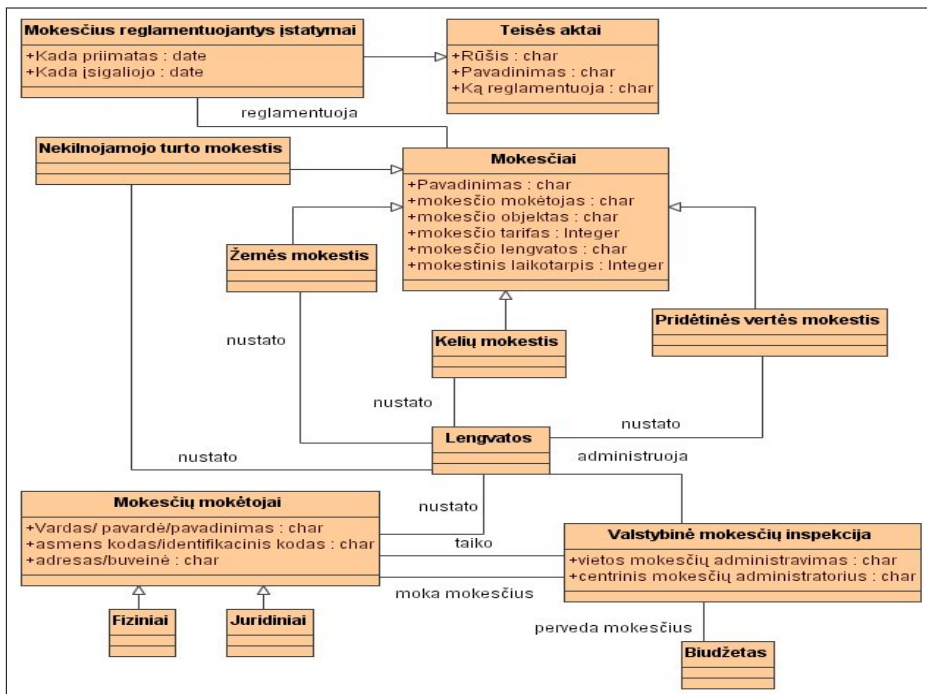 Mokesčius reglamentuojantys įstatymai
+Kada priimatas : date
+Kada įsigaliojo : date
Teisės aktai
+Rūšis : char
+Pavadinimas : char
+Ką reglamentuoja : char
reglamentuoja
Nekilnojamojo turto mokestis
Mokesčiai
+Pavadinimas : char
+mokesčio mokėtojas : char
+mokesčio objektas : char
+mokesčio tarifas : Integer
+mokesčio lengvatos : char
+mokestinis laikotarpis : Integer
Žemės mokestis
Kelių mokestis
Pridėtinės vertės mokestis
nustato
nustato
nustato
nustato
Lengvatos
administruoja
nustato
Mokesčių mokėtojai
+Vardas/ pavardė/pavadinimas : char
+asmens kodas/identifikacinis kodas : char
+adresas/buveinė : char
taiko
moka mokesčius
Valstybinė mokesčių inspekcija
+vietos mokesčių administravimas : char
+centrinis mokesčių administratorius : char
Fiziniai
Juridiniai
perveda mokesčius
Biudžetas